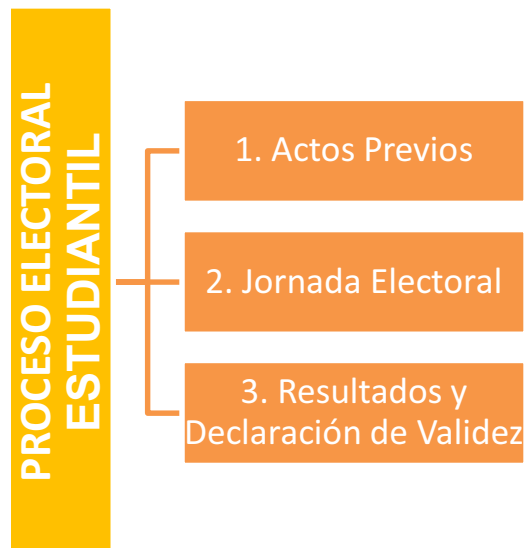 PROCESO ELECTORAL
ESTUDIANTIL
1. Actos Previos
2. Jornada Electoral
3. Resultados y
Declaración de Validez